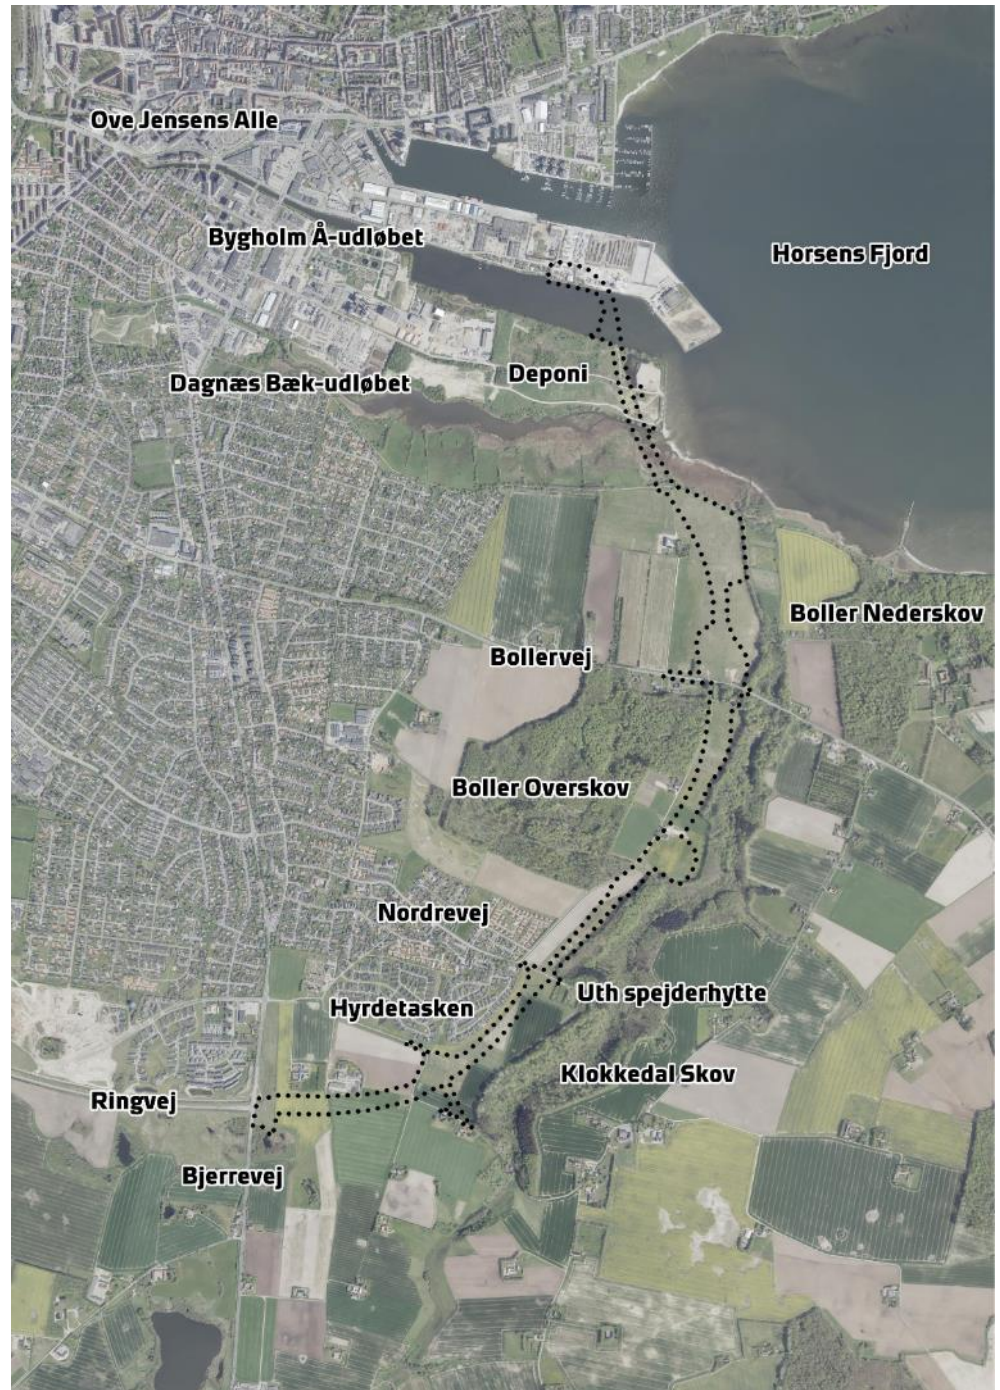 Ove Jensens Alle
Bygholm Å-udløbet
Horsens Fjord
Deponi
Dagnæs Bæk-udløbet
Boller Nederskov
Bollervej
Boller Overskov
Nordrevej
Uth spejderhytte
Hyrdetasken
Klokkedal Skov
Ringvej
Bjerrevej